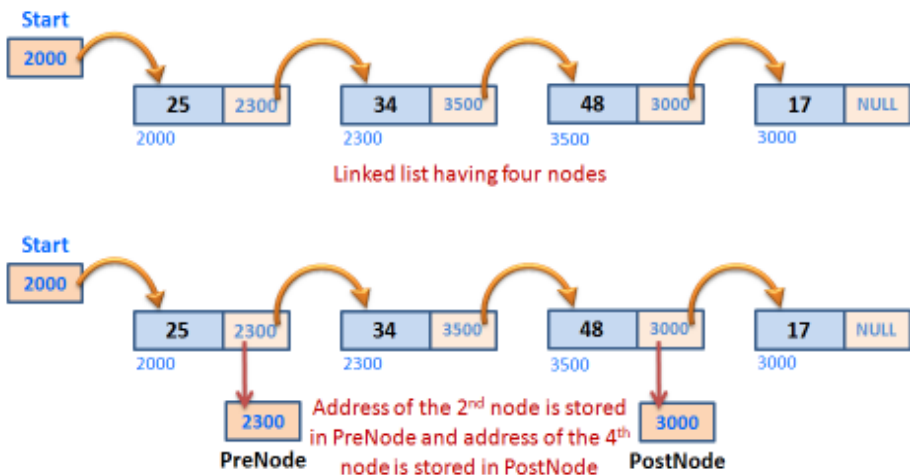 Start
2000
25 2300 34 3500 48 3000 17 NULL
2000 2300 3500 3000
Linked list having four nodes
Start
2000
25 2300 34 3500 48 3000 17 NULL
2000 2300 3500 3000
2300
Address of the 2nd node is stored
in PreNode and address of the 4th
node is stored in PostNode
3000
PreNode
PostNode